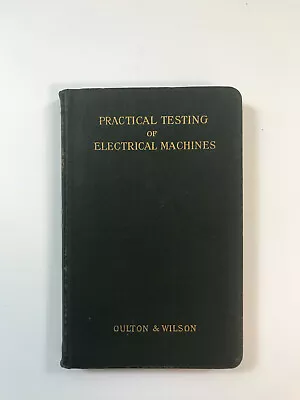 PRACTICAL TESTING
OF
ELECTRICAL MACHINES
OULTON & WILSON